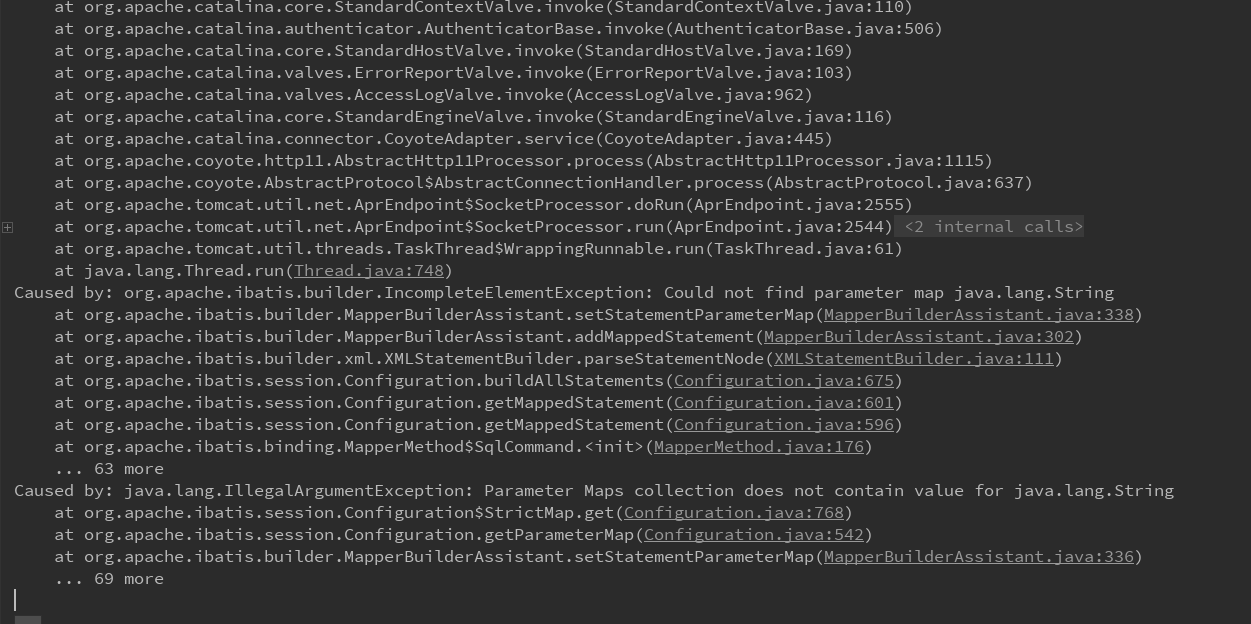 at org.apache.catalina.core.StandardContextValve.invoke(StandardContextValve.java:110)
at org.apache.catalina.authenticator.AuthenticatorBase.invoke(AuthenticatorBase.java:506)
at org.apache.catalina.core.StandardHostValve.invoke(StandardHostValve.java:169)
at org.apache.catalina.valves.ErrorReportValve.invoke(ErrorReportValve.java:103)
at org.apache.catalina.valves.AccessLogValve.invoke(AccessLogValve.java:962)
at org.apache.catalina.core.StandardEngineValve.invoke(StandardEngineValve.java:116)
at org.apache.catalina.connector.CoyoteAdapter.service(CoyoteAdapter.java:445)
at org.apache.coyote.http11.AbstractHttp11Processor.process(AbstractHttp11Processor.java:1115)
at org.apache.coyote.AbstractProtocol$AbstractConnectionHandler.process(AbstractProtocol.java:637)
at org.apache.tomcat.util.net.AprEndpoint$SocketProcessor.doRun(AprEndpoint.java:2555)
at org.apache.tomcat.util.net.AprEndpoint$SocketProcessor.run(AprEndpoint.java:2544) <2 internal calls>
at org.apache.tomcat.util.threads.TaskThread$WrappingRunnable.run(TaskThread.java:61)
at java.lang.Thread.run(Thread.java:748)
Caused by: org.apache.ibatis.builder.IncompleteElementException: Could not find parameter map java.lang.String
at org.apache.ibatis.builder.MapperBuilderAssistant.setStatementParameterMap(MapperBuilderAssistant.java:338)
at org.apache.ibatis.builder.MapperBuilderAssistant.addMappedStatement(MapperBuilderAssistant.java:302)
at org.apache.ibatis.builder.xml.XMLStatementBuilder.parseStatementNode(XMLStatementBuilder.java:111)
at org.apache.ibatis.session.Configuration.buildAllStatements(Configuration.java:675)
at org.apache.ibatis.session.Configuration.getMappedStatement(Configuration.java:601)
at org.apache.ibatis.session.Configuration.getMappedStatement(Configuration.java:596)
at org.apache.ibatis.binding.MapperMethod$SqlCommand.<init>(MapperMethod.java:176)
... 63 more
Caused by: java.lang.IllegalArgumentException: Parameter Maps collection does not contain value for java.lang.String
at org.apache.ibatis.session.Configuration$StrictMap.get(Configuration.java:768)
at org.apache.ibatis.session.Configuration.getParameterMap(Configuration.java:542)
at org.apache.ibatis.builder.MapperBuilderAssistant.setStatementParameterMap(MapperBuilderAssistant.java:336)
... 69 more